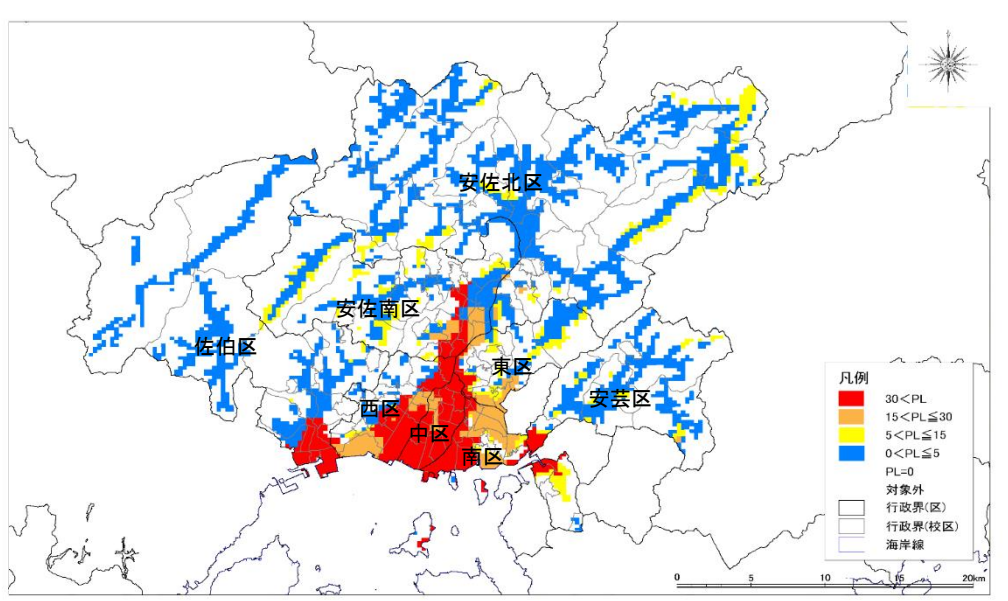 安佐北区
安佐南区
佐伯区
東区
西区
安芸区
中区
南区
凡例
30<PL
15<PL≦30
5<PL≦15
0<PL≦5
PL=0
対象外
行政界(区)
行政界(校区)
海岸線
0 5 10 15 20km